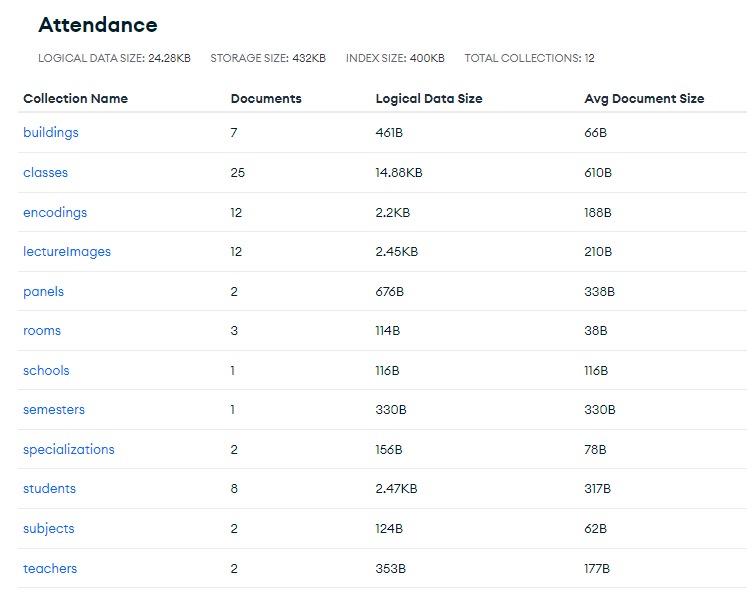 Attendance
LOGICAL DATA SIZE: 24.28KB STORAGE SIZE: 432KB INDEX SIZE: 400KB TOTAL COLLECTIONS: 12
Collection Name Documents Logical Data Size Avg Document Size
buildings 7 461B 66B
classes 25 14.88KB 610B
encodings 12 2.2KB 188B
lectureImages 12 2.45KB 210B
panels 2 676B 338B
rooms 3 114B 38B
schools 1 116B 116B
semesters 1 330B 330B
specializations 2 156B 78B
students 8 2.47KB 317B
subjects 2 124B 62B
teachers 2 353B 177B